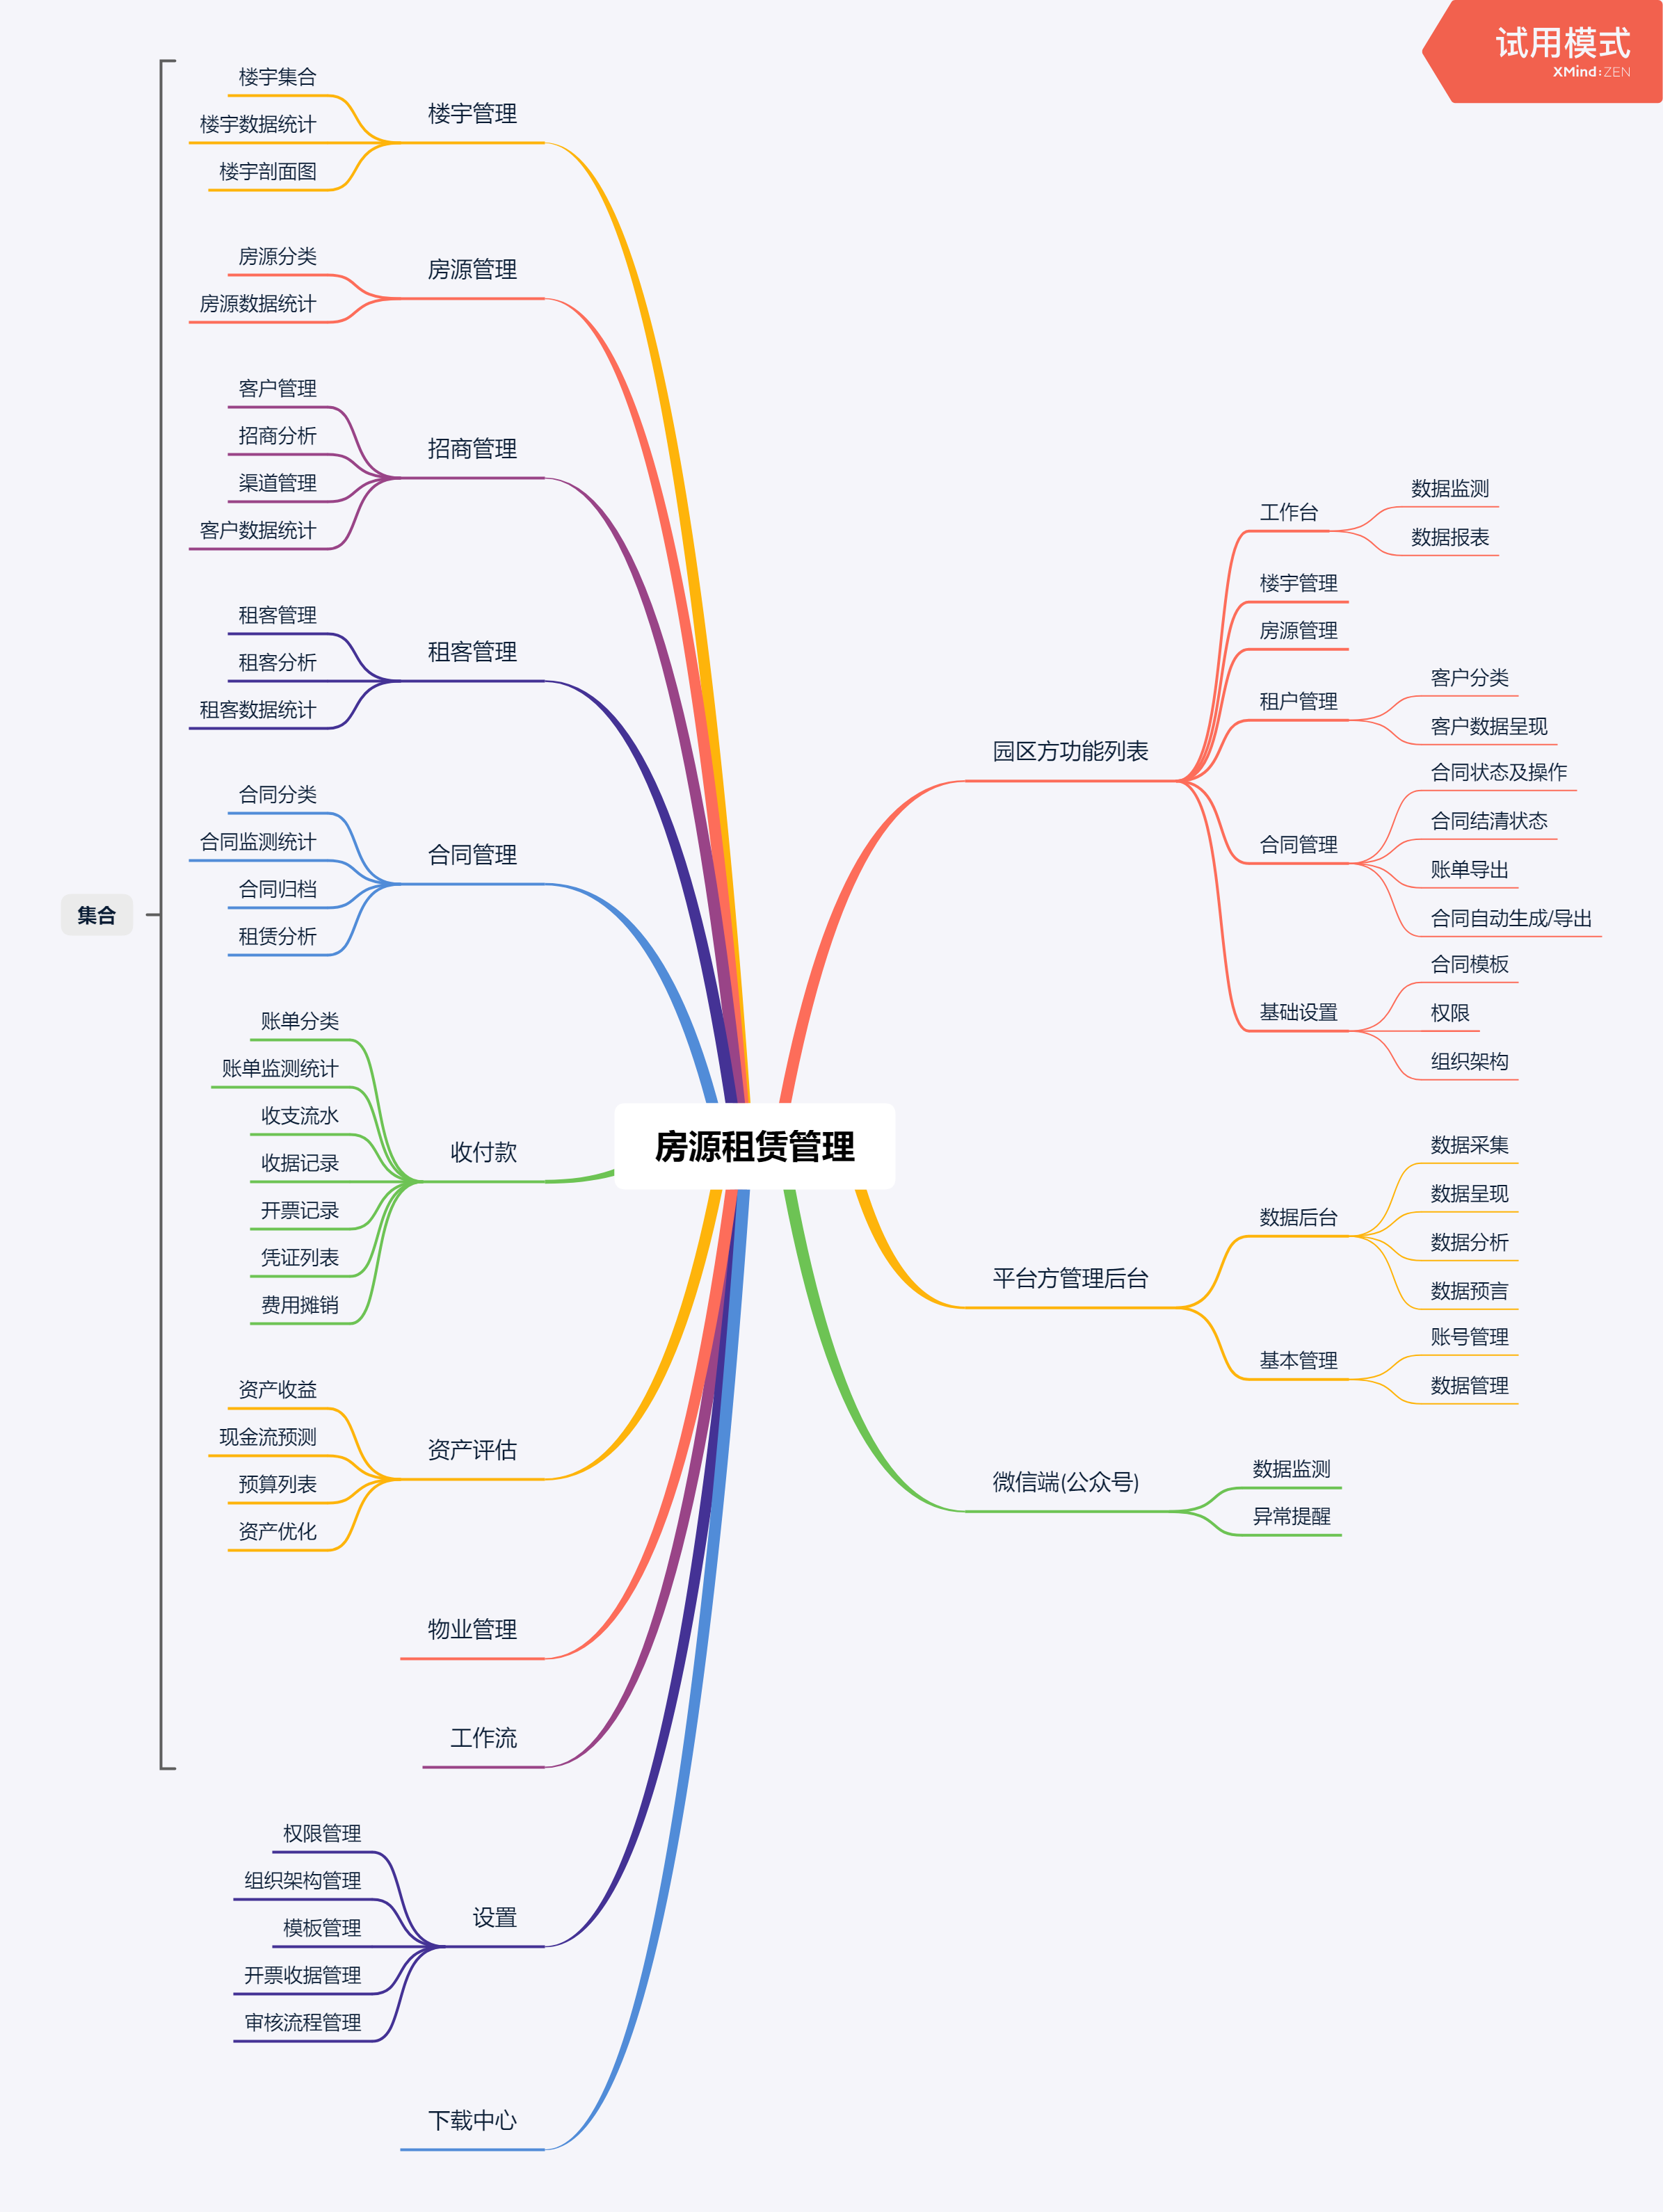 试用模式
XMind:ZEN
房源租赁管理
园区方功能列表
工作台
数据监测
数据报表
楼宇管理
房源管理
租户管理
客户分类
客户数据呈现
合同管理
合同状态及操作
合同结清状态
账单导出
合同自动生成/导出
基础设置
合同模板
权限
组织架构
平台方管理后台
数据后台
数据采集
数据呈现
数据分析
数据预言
基本管理
账号管理
数据管理
微信端(公众号)
数据监测
异常提醒
集合
楼宇管理
楼宇集合
楼宇数据统计
楼宇剖面图
房源管理
房源分类
房源数据统计
招商管理
客户管理
招商分析
渠道管理
客户数据统计
租客管理
租客管理
租客分析
租客数据统计
合同管理
合同分类
合同监测统计
合同归档
租赁分析
收付款
账单分类
账单监测统计
收支流水
收据记录
开票记录
凭证列表
费用摊销
资产评估
资产收益
现金流预测
预算列表
资产优化
物业管理
工作流
设置
权限管理
组织架构管理
模板管理
开票收据管理
审核流程管理
下载中心